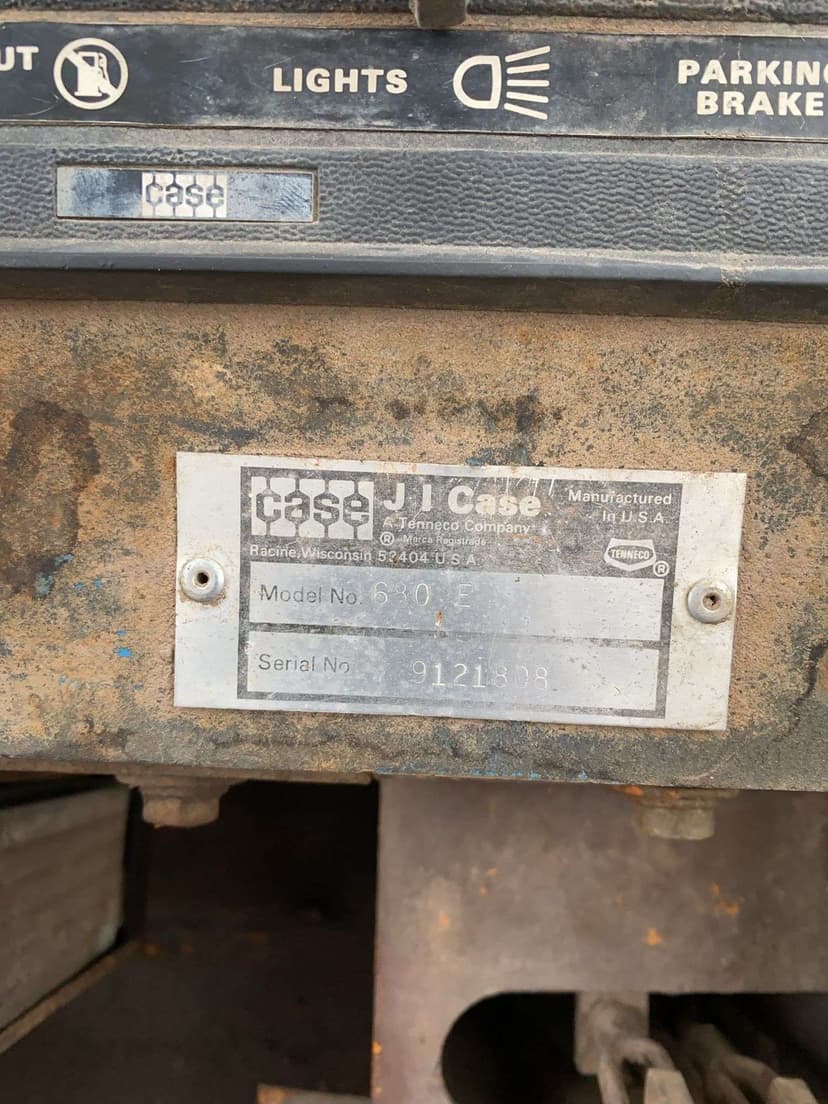 UT
LIGHTS
PARKING
BRAKE
case
case
J I Case
A Tenneco Company
® Marca Registrada
Racine, Wisconsin 53404 U.S.A.
Manufactured
In U.S.A.
TENNECO
®
Model No. 680 E
Serial No 9121808